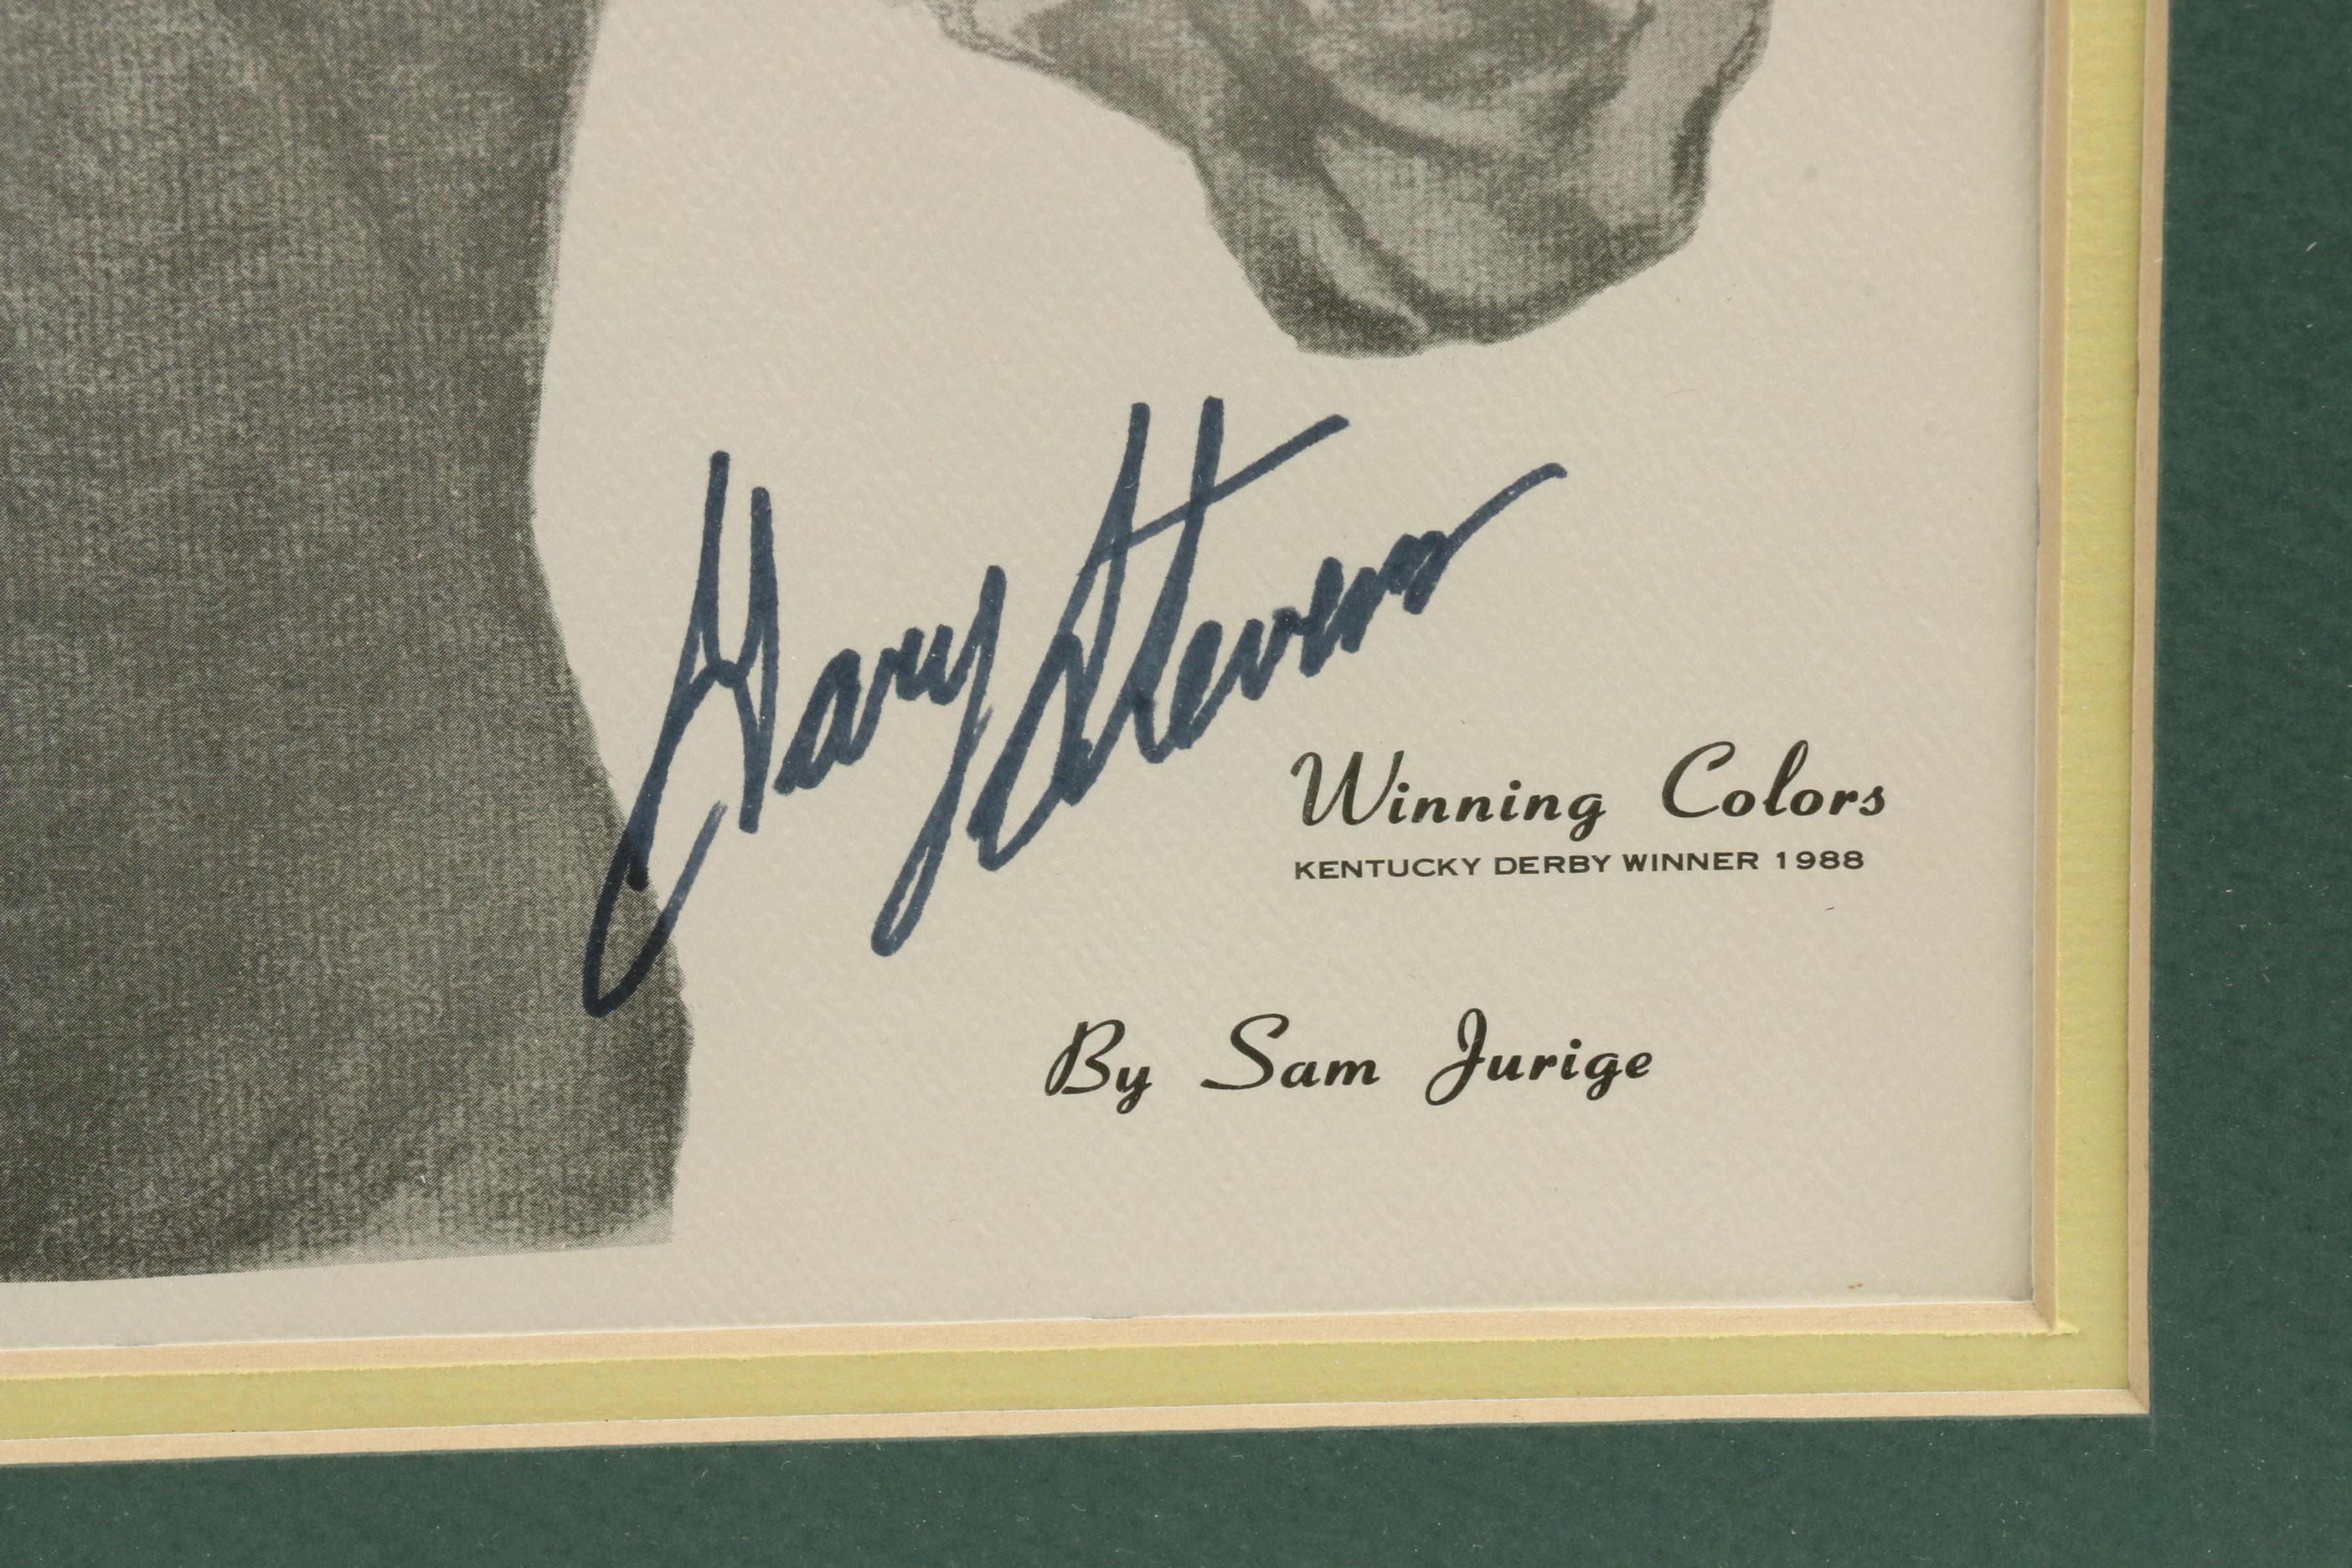 Gary Stevens
Winning Colors
KENTUCKY DERBY WINNER 1988
By Sam Jurige